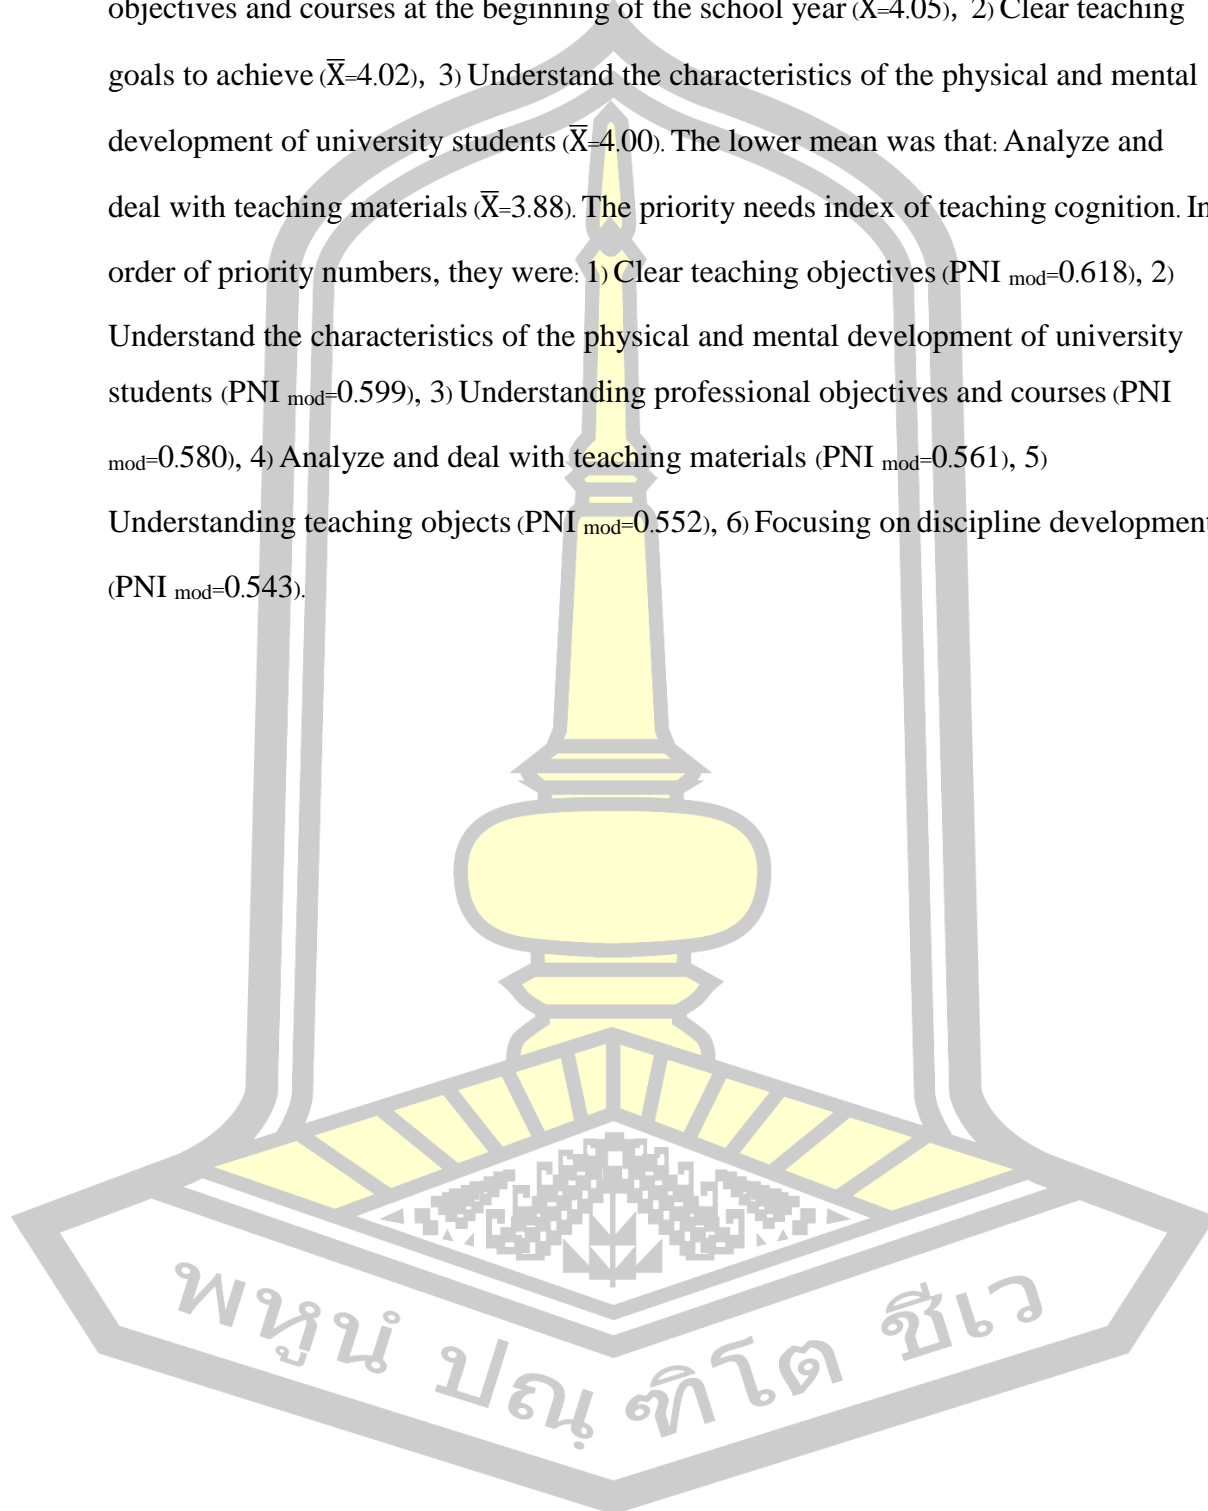 objectives and courses at the beginning of the school year (X̅=4.05), 2) Clear teaching
goals to achieve (X̅=4.02), 3) Understand the characteristics of the physical and mental
development of university students (X̅=4.00). The lower mean was that: Analyze and
deal with teaching materials (X̅=3.88). The priority needs index of teaching cognition. In
order of priority numbers, they were: 1) Clear teaching objectives (PNI mod=0.618), 2)
Understand the characteristics of the physical and mental development of university
students (PNI mod=0.599), 3) Understanding professional objectives and courses (PNI
mod=0.580), 4) Analyze and deal with teaching materials (PNI mod=0.561), 5)
Understanding teaching objects (PNI mod=0.552), 6) Focusing on discipline development
(PNI mod=0.543).
พหูนํ ปณฺ ฑิโต ชีเว